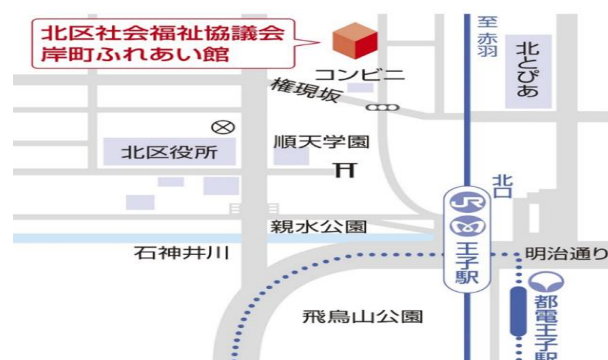 北区社会福祉協議会
岸町ふれあい館
至 赤羽
北とぴあ
コンビニ
権現坂
北区役所
順天学園
北口
JR
王子駅
親水公園
石神井川
明治通り
飛鳥山公園
都電王子駅